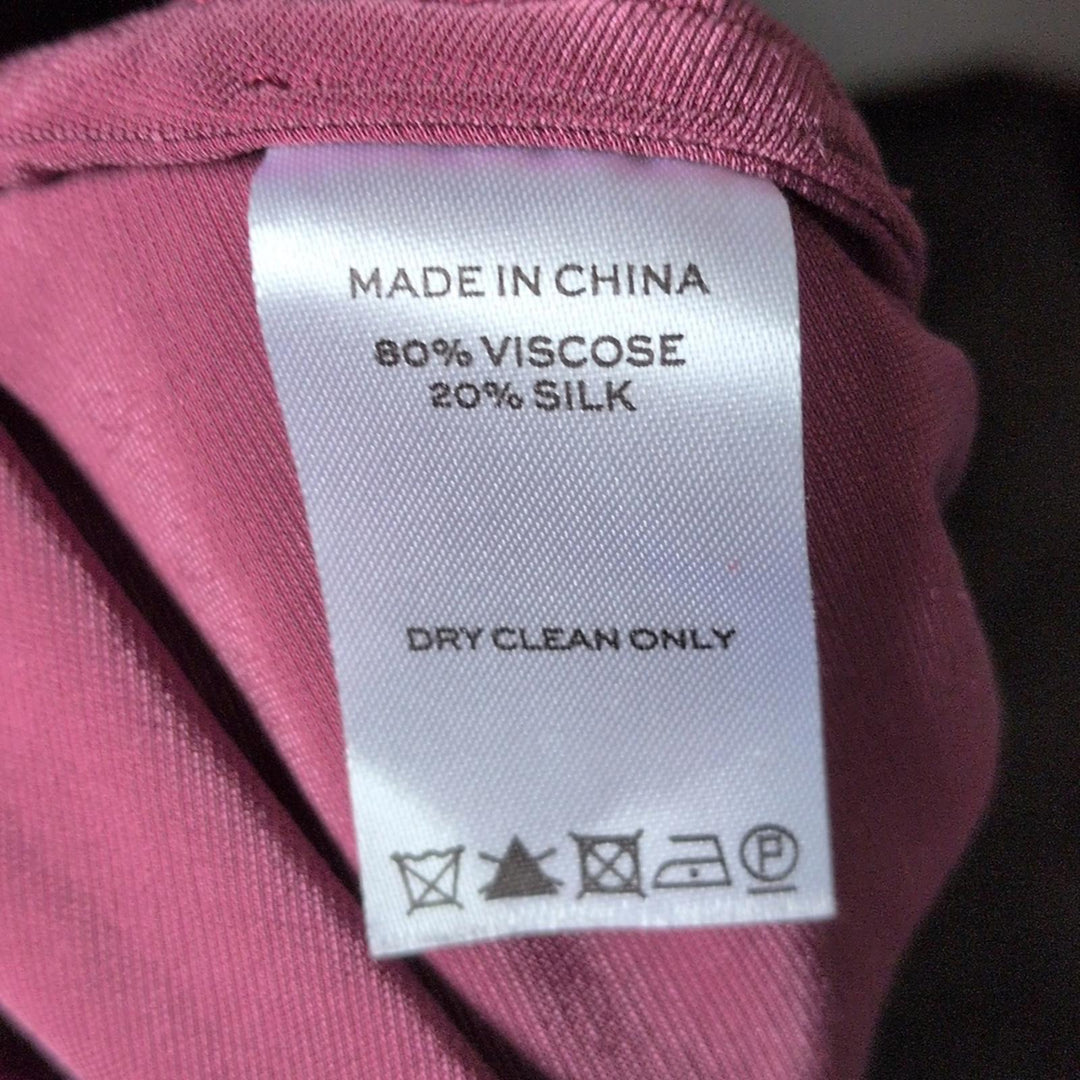 MADE IN CHINA
80% VISCOSE
20% SILK
DRY CLEAN ONLY
P